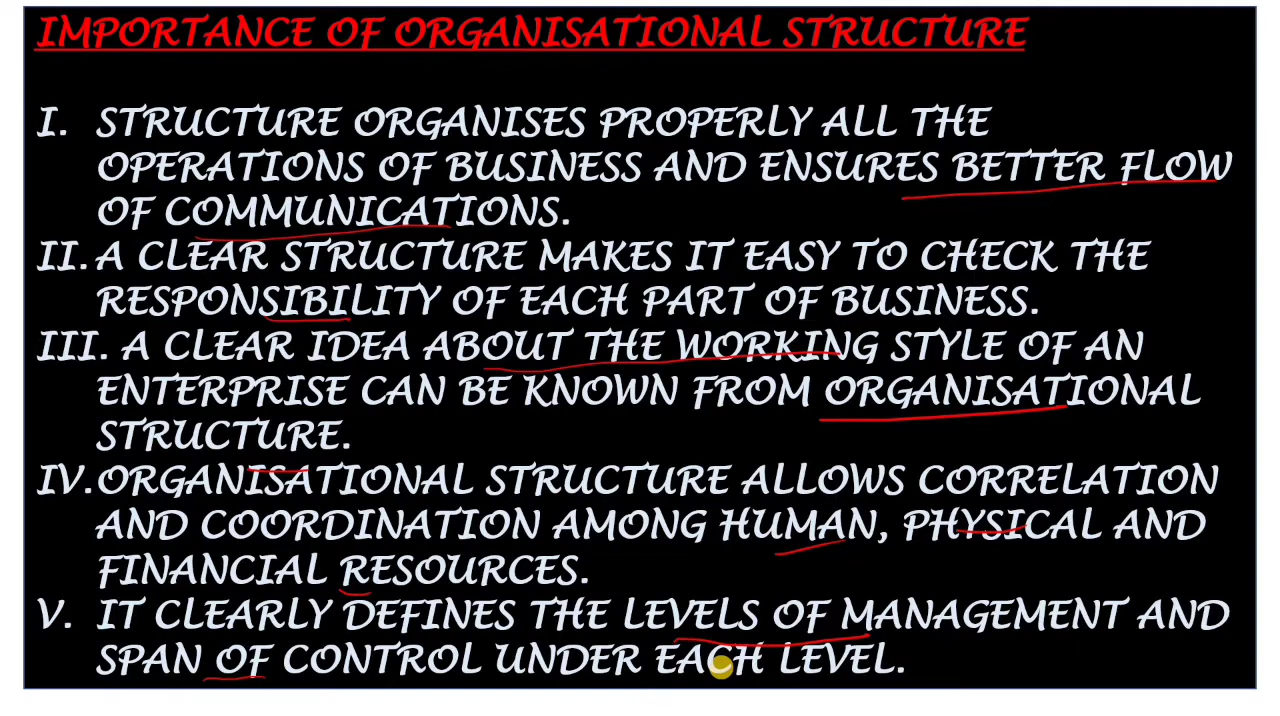 IMPORTANCE OF ORGANISATIONAL STRUCTURE
I. STRUCTURE ORGANISES PROPERLY ALL THE
OPERATIONS OF BUSINESS AND ENSURES BETTER FLOW
OF COMMUNICATIONS.
II. A CLEAR STRUCTURE MAKES IT EASY TO CHECK THE
RESPONSIBILITY OF EACH PART OF BUSINESS.
III. A CLEAR IDEA ABOUT THE WORKING STYLE OF AN
ENTERPRISE CAN BE KNOWN FROM ORGANISATIONAL
STRUCTURE.
IV. ORGANISATIONAL STRUCTURE ALLOWS CORRELATION
AND COORDINATION AMONG HUMAN, PHYSICAL AND
FINANCIAL RESOURCES.
V. IT CLEARLY DEFINES THE LEVELS OF MANAGEMENT AND
SPAN OF CONTROL UNDER EACH LEVEL.